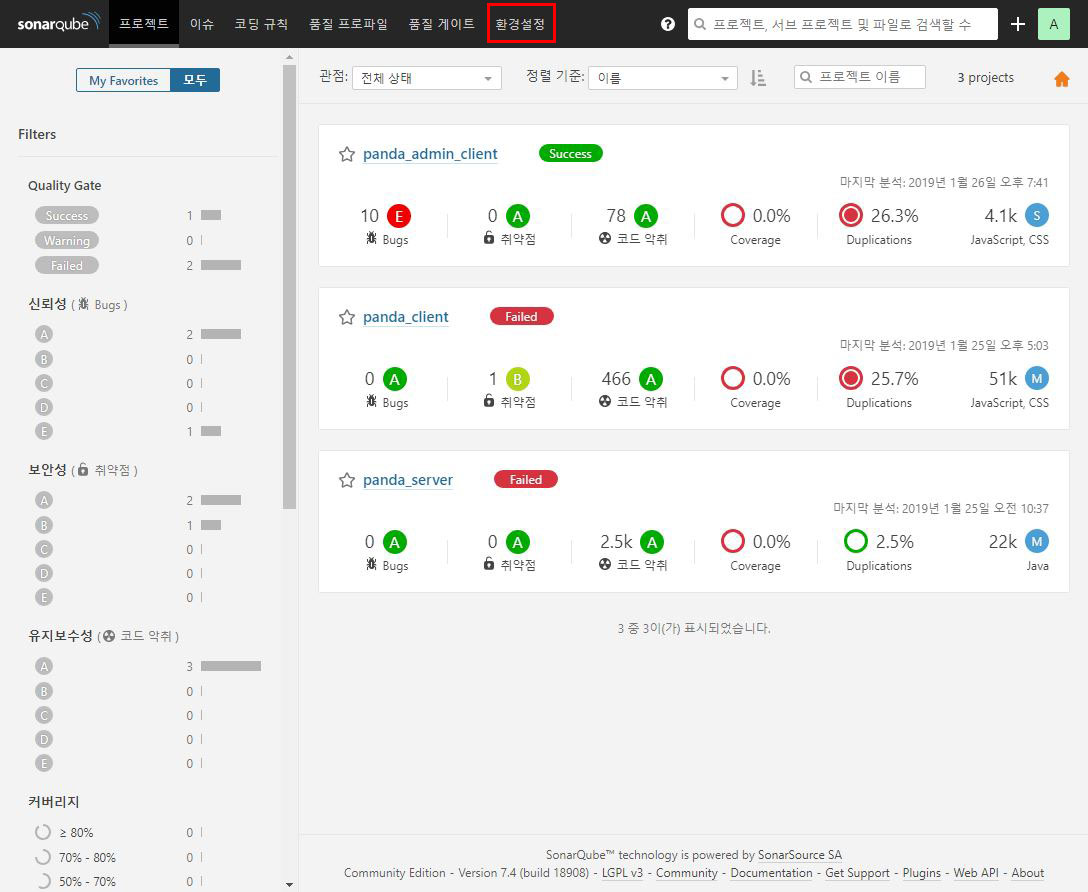 sonarqube 프로젝트 이슈 코딩 규칙 품질 프로파일 품질 게이트 환경설정 ? 프로젝트, 서브 프로젝트 및 파일로 검색할 수 + A
My Favorites 모두
관점: 전체 상태 정렬 기준: 이름 프로젝트 이름 3 projects
Filters
Quality Gate
Success 1
Warning 0
Failed 2
신뢰성 ( Bugs )
A 2
B 0
C 0
D 0
E 1
보안성 ( 취약점 )
A 2
B 1
C 0
D 0
E 0
유지보수성 ( 코드 악취 )
A 3
B 0
C 0
D 0
E 0
커버리지
≥ 80% 0
70% - 80% 0
50% - 70% 0
panda_admin_client Success
마지막 분석: 2019년 1월 26일 오후 7:41
10 E 0 A 78 A 0.0% 26.3% 4.1k S
Bugs 취약점 코드 악취 Coverage Duplications JavaScript, CSS
panda_client Failed
마지막 분석: 2019년 1월 25일 오후 5:03
0 A 1 B 466 A 0.0% 25.7% 51k M
Bugs 취약점 코드 악취 Coverage Duplications JavaScript, CSS
panda_server Failed
마지막 분석: 2019년 1월 25일 오전 10:37
0 A 0 A 2.5k A 0.0% 2.5% 22k M
Bugs 취약점 코드 악취 Coverage Duplications Java
3 중 3이(가) 표시되었습니다.
SonarQube™ technology is powered by SonarSource SA
Community Edition - Version 7.4 (build 18908) - LGPL v3 - Community - Documentation - Get Support - Plugins - Web API - About